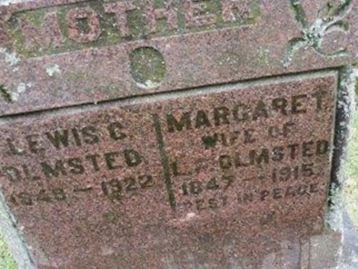 MOTHER
LEWIS C.
OLMSTED
1848 – 1922
MARGARET
WIFE OF
L. C. OLMSTED
1847 – 1915
REST IN PEACE